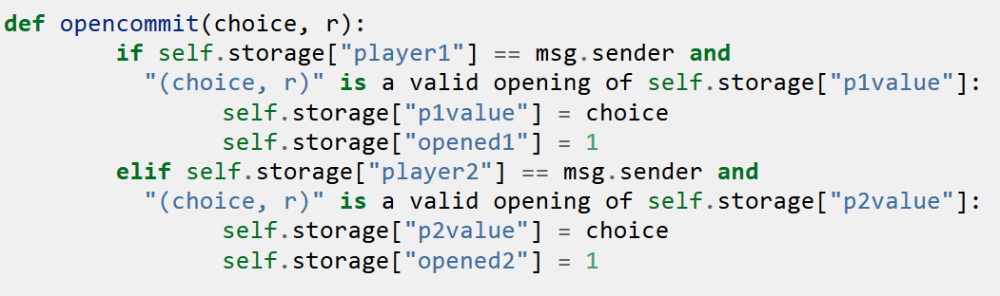 def opencommit(choice, r):
if self.storage["player1"] == msg.sender and
"(choice, r)" is a valid opening of self.storage["p1value"]:
self.storage["p1value"] = choice
self.storage["opened1"] = 1
elif self.storage["player2"] == msg.sender and
"(choice, r)" is a valid opening of self.storage["p2value"]:
self.storage["p2value"] = choice
self.storage["opened2"] = 1